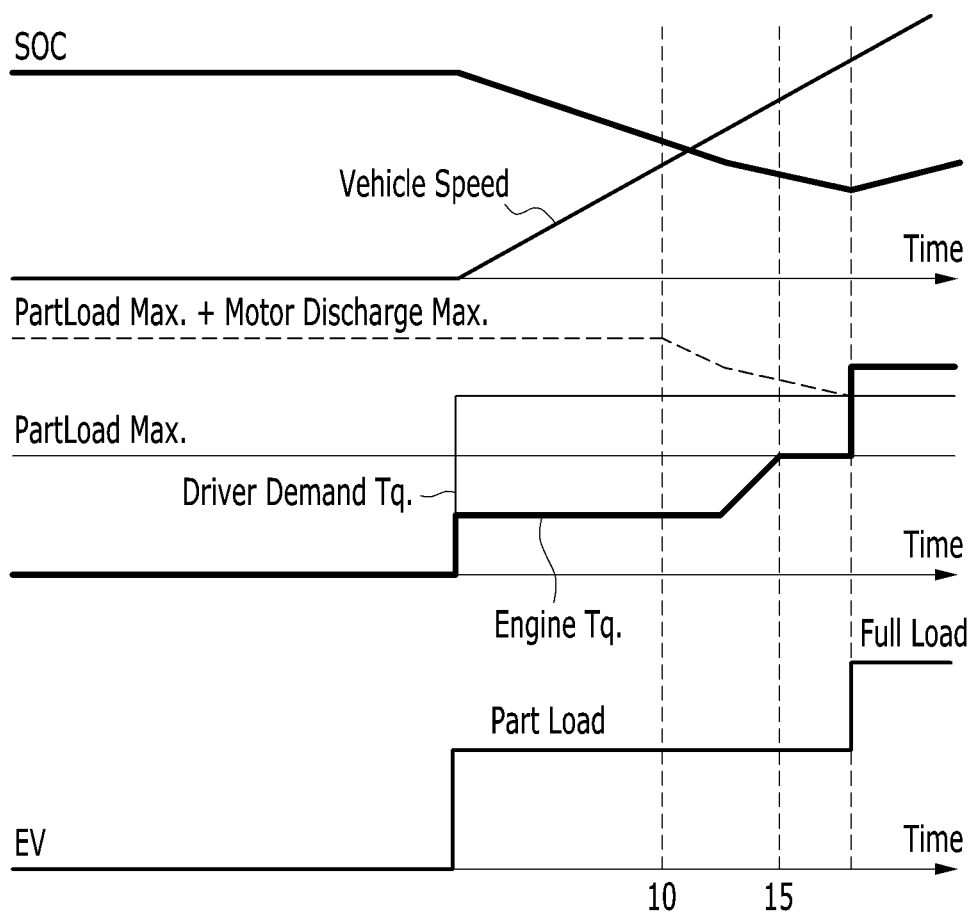 SOC
Vehicle Speed
Time
PartLoad Max. + Motor Discharge Max.
PartLoad Max.
Driver Demand Tq.
Time
Engine Tq.
Full Load
Part Load
EV
Time
10
15